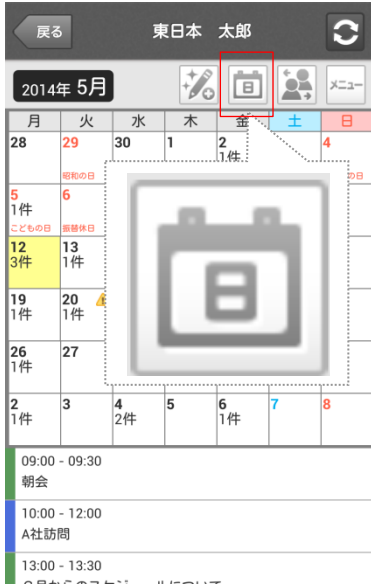 戻る 東日本 太郎
2014年 5月 日 メニュー
月 火 水 木 金 土 日
28 29 30 1 2 4
1件
昭和の日 の日
5 6
1件
こどもの日 振替休日
12 13
3件 1件
19 20
1件 1件
26 27
1件
2 3 4 5 6 7 8
1件 2件 1件
日
09:00 - 09:30
朝会
10:00 - 12:00
A社訪問
13:00 - 13:30